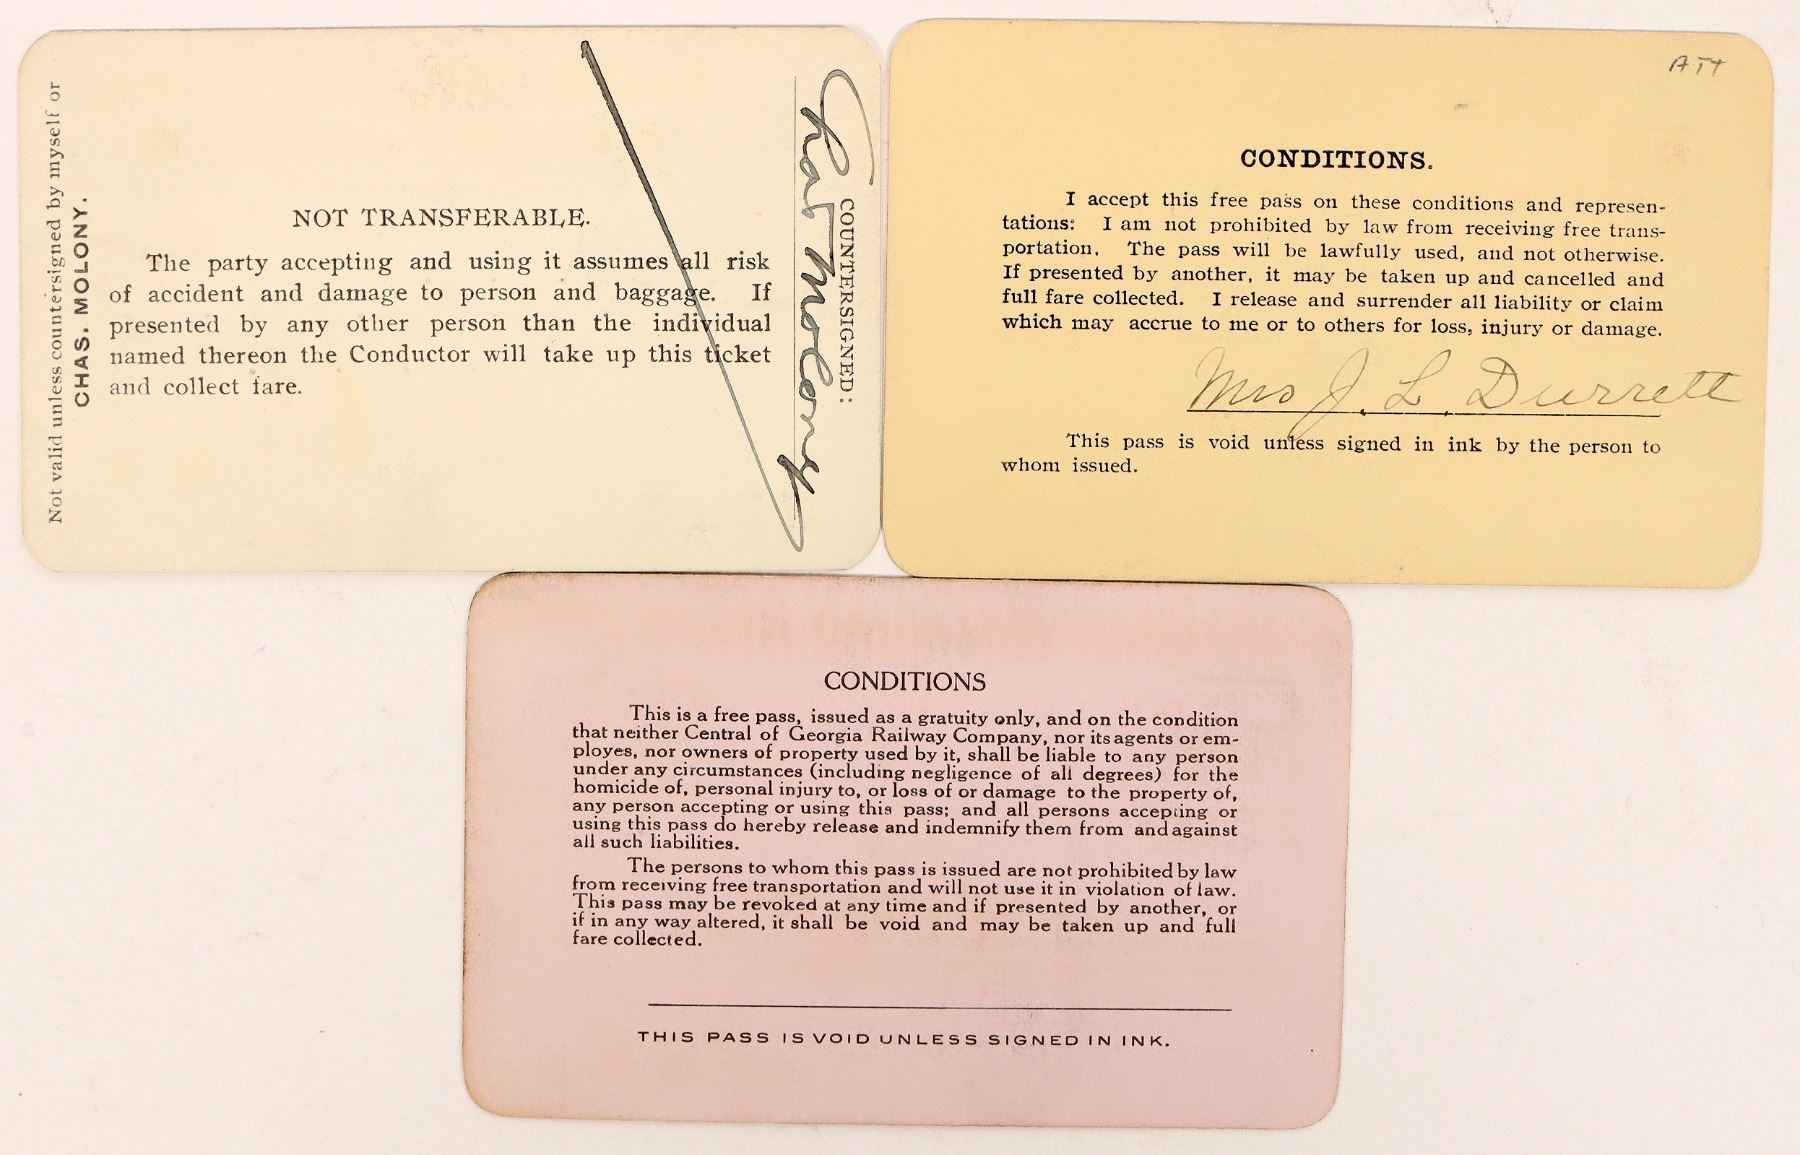 Not valid unless countersigned by myself or
CHAS. MOLONY.
NOT TRANSFERABLE.
The party accepting and using it assumes all risk
of accident and damage to person and baggage. If
presented by any other person than the individual
named thereon the Conductor will take up this ticket
and collect fare.
COUNTERSIGNED:
Chas Molony
ATT
CONDITIONS.
I accept this free pass on these conditions and represen-
tations: I am not prohibited by law from receiving free trans-
portation. The pass will be lawfully used, and not otherwise.
If presented by another, it may be taken up and cancelled and
full fare collected. I release and surrender all liability or claim
which may accrue to me or to others for loss, injury or damage.
Mrs J. L. Durrett
This pass is void unless signed in ink by the person to
whom issued.
CONDITIONS
This is a free pass, issued as a gratuity only, and on the condition
that neither Central of Georgia Railway Company, nor its agents or em-
ployes, nor owners of property used by it, shall be liable to any person
under any circumstances (including negligence of all degrees) for the
homicide of, personal injury to, or loss of or damage to the property of,
any person accepting or using this pass; and all persons accepting or
using this pass do hereby release and indemnify them from and against
all such liabilities.
The persons to whom this pass is issued are not prohibited by law
from receiving free transportation and will not use it in violation of law.
This pass may be revoked at any time and if presented by another, or
if in any way altered, it shall be void and may be taken up and full
fare collected.
THIS PASS IS VOID UNLESS SIGNED IN INK.